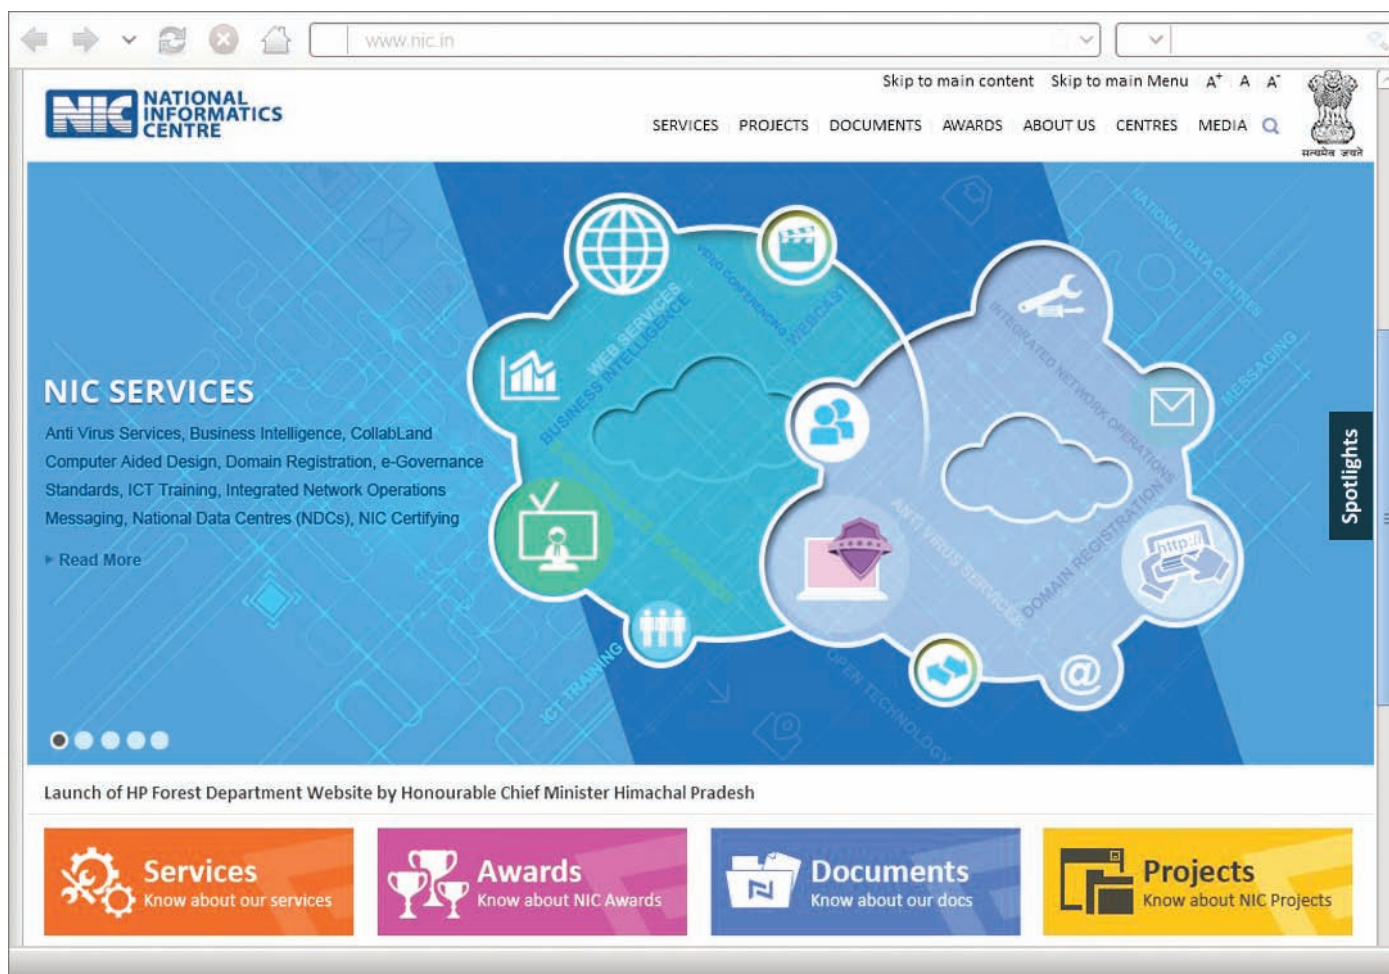 www.nic.in
Skip to main content Skip to main Menu A+ A A-
NATIONAL
NIC INFORMATICS
CENTRE
SERVICES PROJECTS DOCUMENTS AWARDS ABOUT US CENTRES MEDIA
सत्यमेव जयते
NATIONAL DATA CENTRES
VIDEO CONFERENCING
WEBCAST
WEB SERVICES
BUSINESS INTELLIGENCE
INTEGRATED NETWORK OPERATIONS
MESSAGING
NIC SERVICES
Anti Virus Services, Business Intelligence, CollabLand
Computer Aided Design, Domain Registration, e-Governance
Standards, ICT Training, Integrated Network Operations
Messaging, National Data Centres (NDCs), NIC Certifying
Read More
Spotlights
ANTI VIRUS SERVICES
DOMAIN REGISTRATION
http://
ICT TRAINING
OPEN TECHNOLOGY
@
Launch of HP Forest Department Website by Honourable Chief Minister Himachal Pradesh
Services
Know about our services
Awards
Know about NIC Awards
Documents
Know about our docs
Projects
Know about NIC Projects